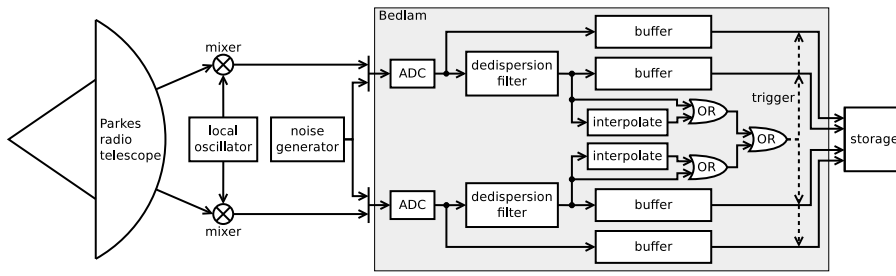 Bedlam
mixer
buffer
ADC
dedispersion
filter
buffer
trigger
OR
Parkes
radio
telescope
local
oscillator
noise
generator
interpolate
OR
storage
interpolate
OR
ADC
dedispersion
filter
buffer
mixer
buffer